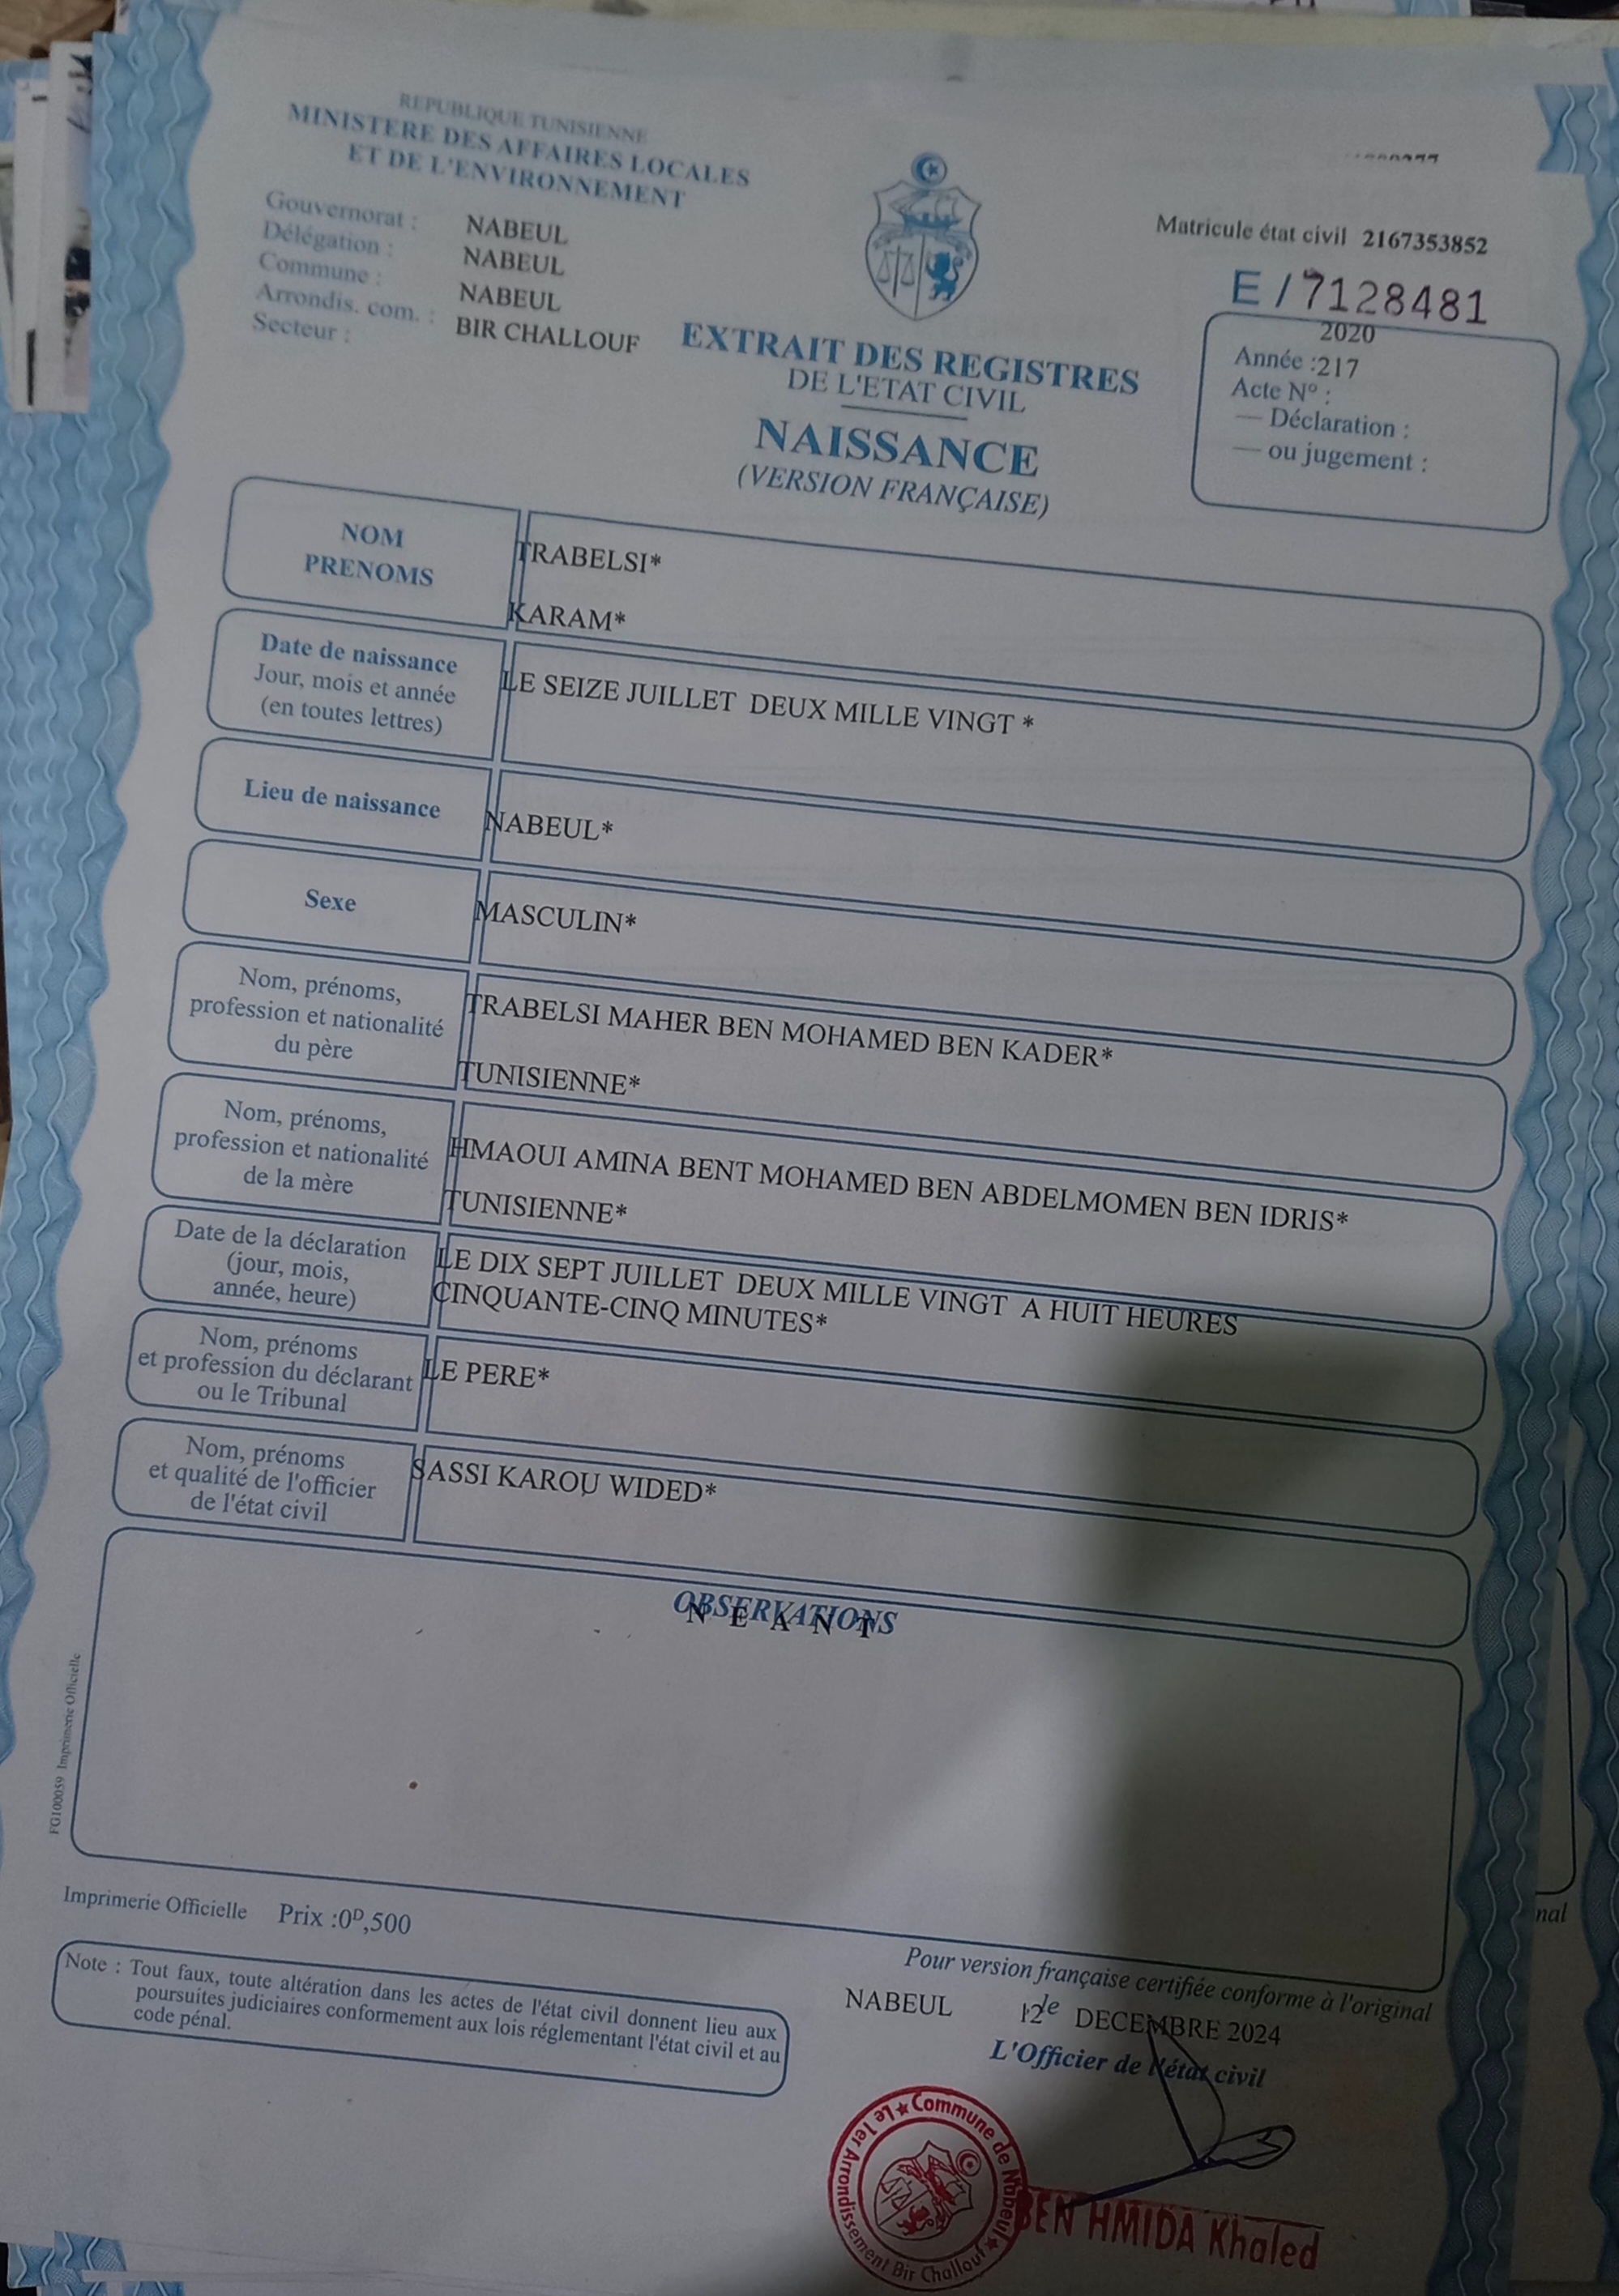 REPUBLIQUE TUNISIENNE
MINISTERE DES AFFAIRES LOCALES
ET DE L'ENVIRONNEMENT
Gouvernorat : NABEUL
Délégation : NABEUL
Commune : NABEUL
Arrondis. com. : BIR CHALLOUF
Secteur :
Matricule état civil 2167353852
E / 7128481
2020
Année :217
Acte N° :
— Déclaration :
— ou jugement :
EXTRAIT DES REGISTRES
DE L'ETAT CIVIL
NAISSANCE
(VERSION FRANÇAISE)
NOM
PRENOMS
TRABELSI*
KARAM*
Date de naissance
Jour, mois et année
(en toutes lettres)
LE SEIZE JUILLET DEUX MILLE VINGT *
Lieu de naissance
NABEUL*
Sexe
MASCULIN*
Nom, prénoms,
profession et nationalité
du père
TRABELSI MAHER BEN MOHAMED BEN KADER*
TUNISIENNE*
Nom, prénoms,
profession et nationalité
de la mère
HMAOUI AMINA BENT MOHAMED BEN ABDELMOMEN BEN IDRIS*
TUNISIENNE*
Date de la déclaration
(jour, mois,
année, heure)
LE DIX SEPT JUILLET DEUX MILLE VINGT A HUIT HEURES
CINQUANTE-CINQ MINUTES*
Nom, prénoms
et profession du déclarant
ou le Tribunal
LE PERE*
Nom, prénoms
et qualité de l'officier
de l'état civil
SASSI KAROU WIDED*
OBSERVATIONS
N E A N T
FG100059 Imprimerie Officielle
Imprimerie Officielle Prix :0ᴰ,500
Note : Tout faux, toute altération dans les actes de l'état civil donnent lieu aux
poursuites judiciaires conformement aux lois réglementant l'état civil et au
code pénal.
Pour version française certifiée conforme à l'original
NABEUL le 12 DECEMBRE 2024
L'Officier de l'état civil
Commune de Nabeul ★ Le 1er Arrondissement Bir Challouf ★
BEN HMIDA Khaled
nal